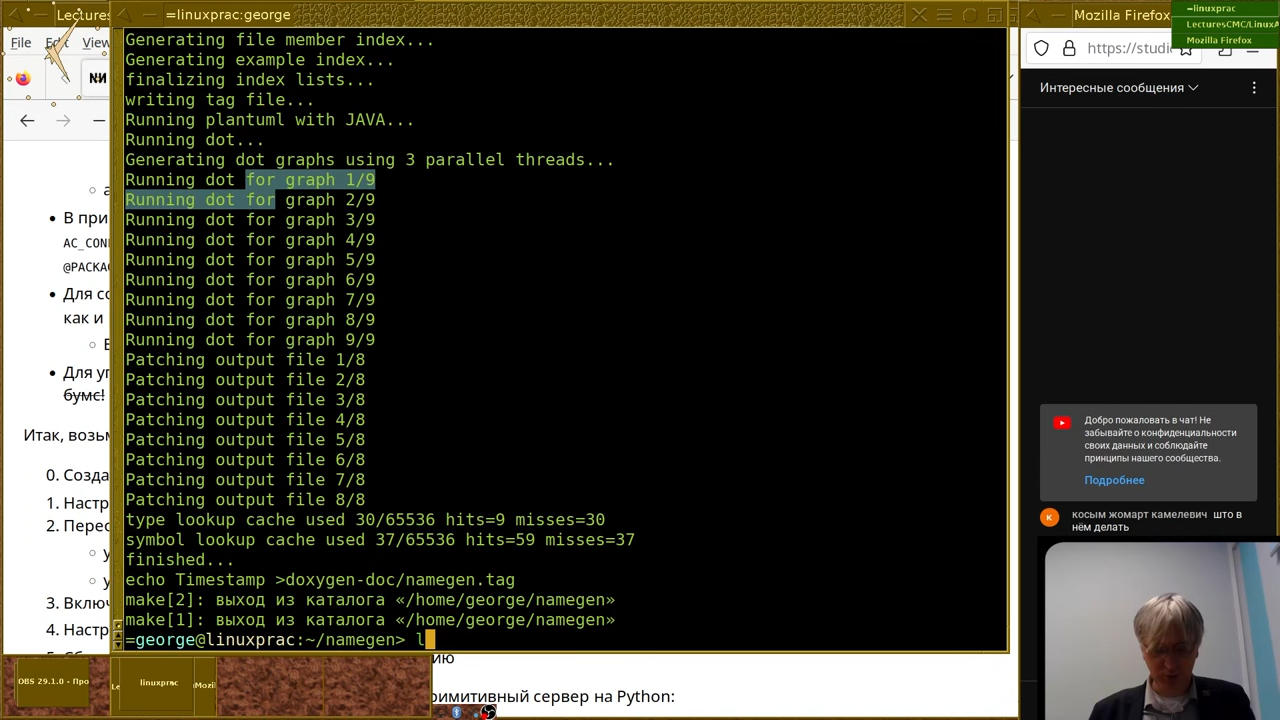 Lectures
=linuxprac:george
Mozilla Firefox
=linuxprac
LecturesCMC/LinuxA
Mozilla Firefox
File Edit View
https://studi
Интересные сообщения
Generating file member index...
Generating example index...
finalizing index lists...
writing tag file...
Running plantuml with JAVA...
Running dot...
Generating dot graphs using 3 parallel threads...
Running dot for graph 1/9
Running dot for graph 2/9
Running dot for graph 3/9
Running dot for graph 4/9
Running dot for graph 5/9
Running dot for graph 6/9
Running dot for graph 7/9
Running dot for graph 8/9
Running dot for graph 9/9
Patching output file 1/8
Patching output file 2/8
Patching output file 3/8
Patching output file 4/8
Patching output file 5/8
Patching output file 6/8
Patching output file 7/8
Patching output file 8/8
type lookup cache used 30/65536 hits=9 misses=30
symbol lookup cache used 37/65536 hits=59 misses=37
finished...
echo Timestamp >doxygen-doc/namegen.tag
make[2]: выход из каталога «/home/george/namegen»
make[1]: выход из каталога «/home/george/namegen»
=george@linuxprac:~/namegen> l
В при
AC_CON
@PACKA
Для со
как и
Для уп
бумс!
Итак, возьм
0. Созда
1. Настр
2. Перес
3. Включ
4. Настр
ию
римитивный сервер на Python:
Добро пожаловать в чат! Не
забывайте о конфиденциальности
своих данных и соблюдайте
принципы нашего сообщества.
Подробнее
К косым жомарт камелевич што в
нём делать
OBS 29.1.0 - Про
Le
linuxprac
Mozil